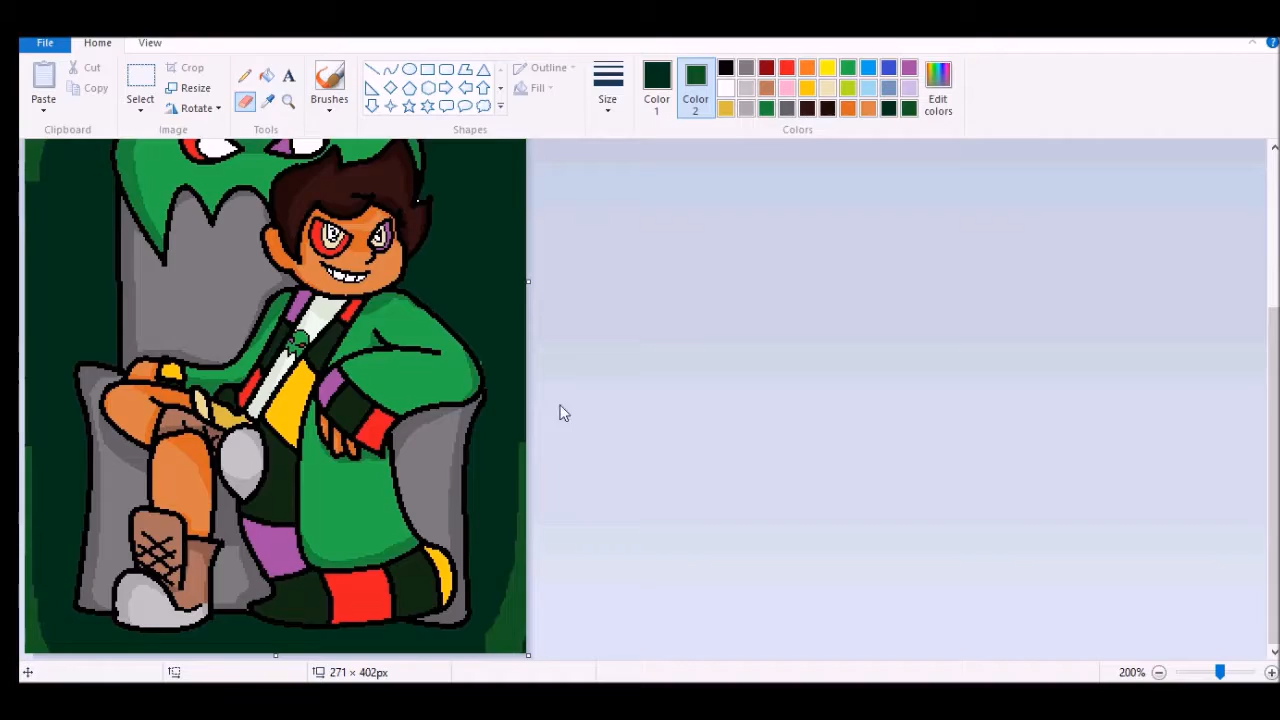 File Home View
Paste
Cut
Copy
Clipboard
Select
Crop
Resize
Rotate
Image
Tools
Brushes
Outline
Fill
Shapes
Size
Color 1
Color 2
Edit colors
Colors
271 × 402px
200%